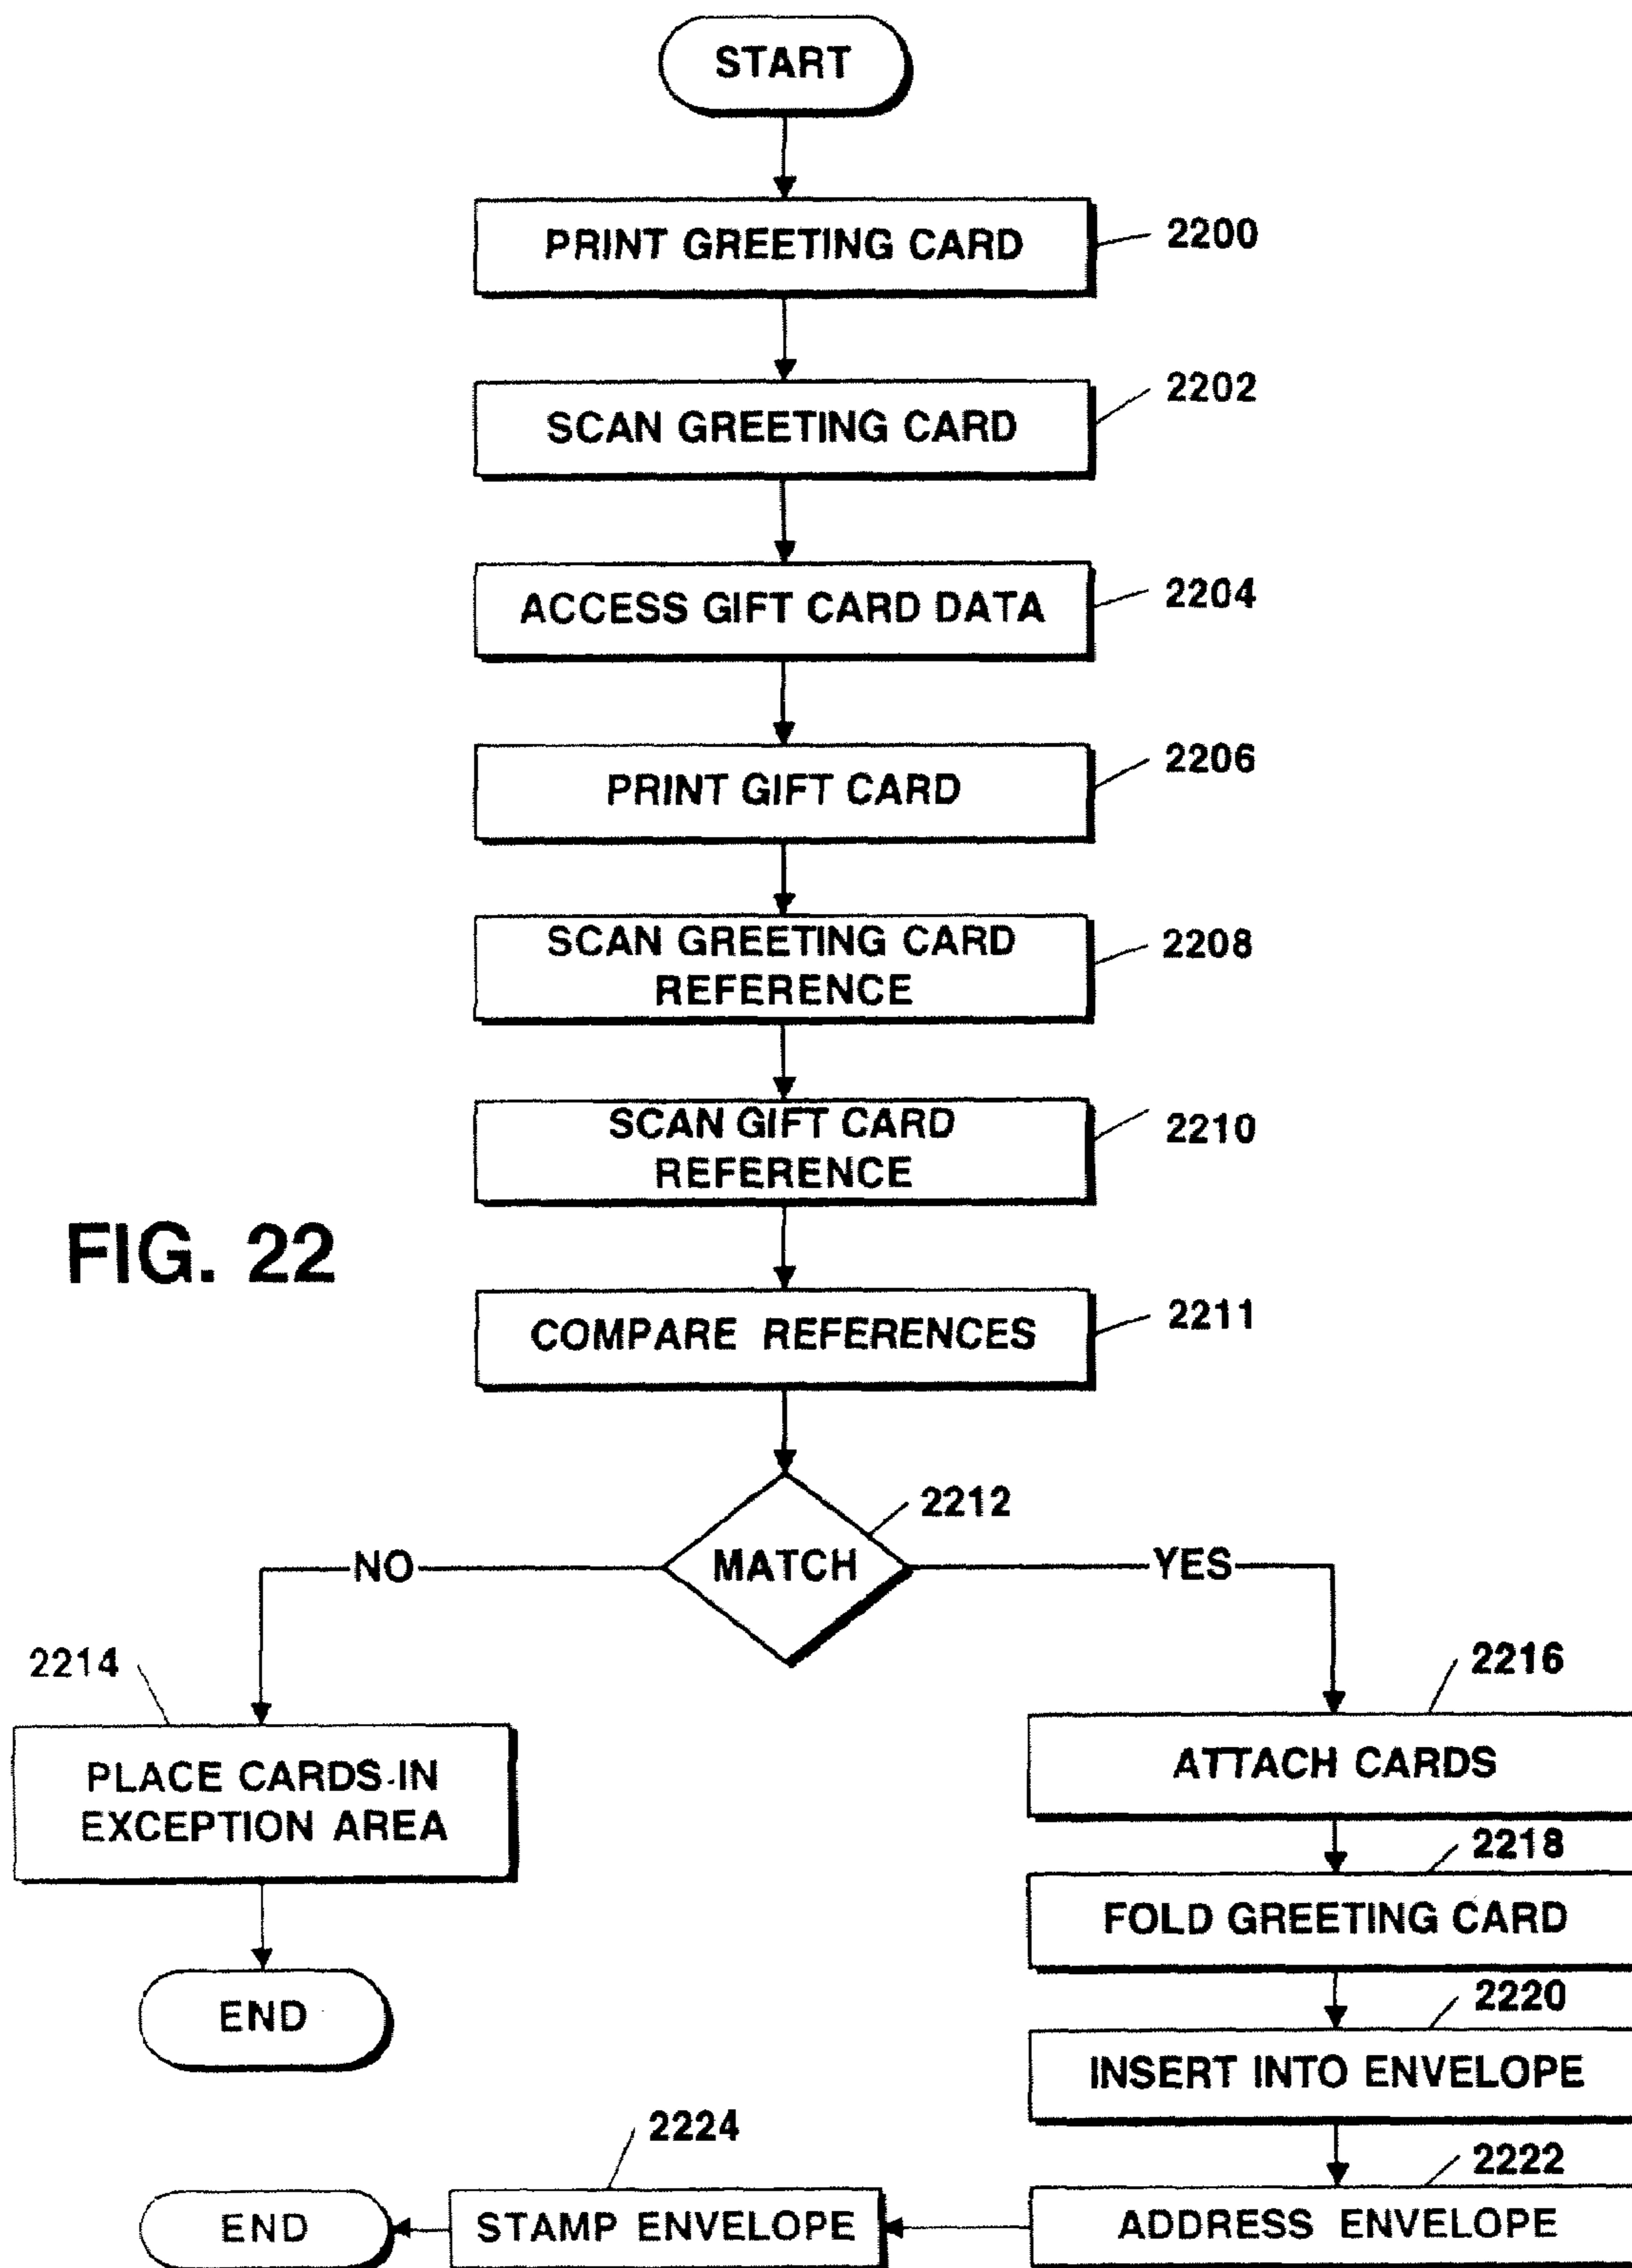 START
PRINT GREETING CARD
2200
SCAN GREETING CARD
2202
ACCESS GIFT CARD DATA
2204
PRINT GIFT CARD
2206
SCAN GREETING CARD
REFERENCE
2208
SCAN GIFT CARD
REFERENCE
2210
FIG. 22
COMPARE REFERENCES
2211
MATCH
2212
NO
YES
2214
PLACE CARDS IN
EXCEPTION AREA
END
2216
ATTACH CARDS
2218
FOLD GREETING CARD
2220
INSERT INTO ENVELOPE
2222
ADDRESS ENVELOPE
2224
STAMP ENVELOPE
END